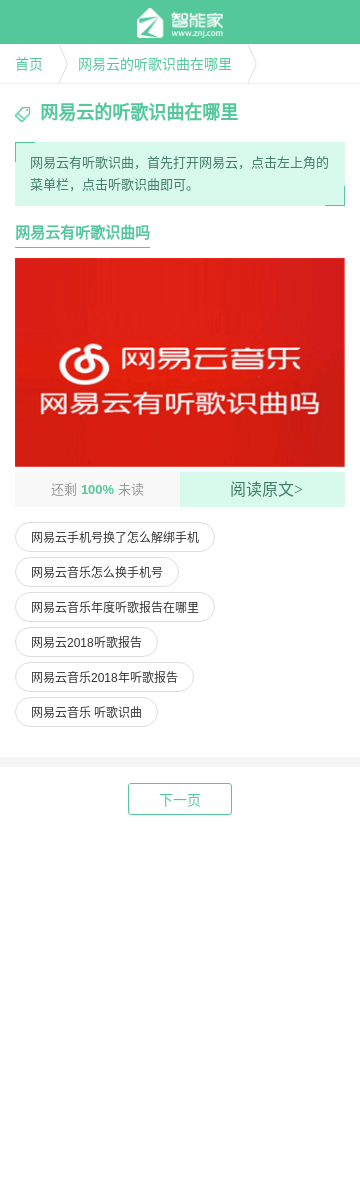 智能家
www.znj.com
首页
网易云的听歌识曲在哪里
网易云的听歌识曲在哪里
网易云有听歌识曲，首先打开网易云，点击左上角的
菜单栏，点击听歌识曲即可。
网易云有听歌识曲吗
网易云音乐
网易云有听歌识曲吗
还剩 100% 未读
阅读原文>
网易云手机号换了怎么解绑手机
网易云音乐怎么换手机号
网易云音乐年度听歌报告在哪里
网易云2018听歌报告
网易云音乐2018年听歌报告
网易云音乐 听歌识曲
下一页